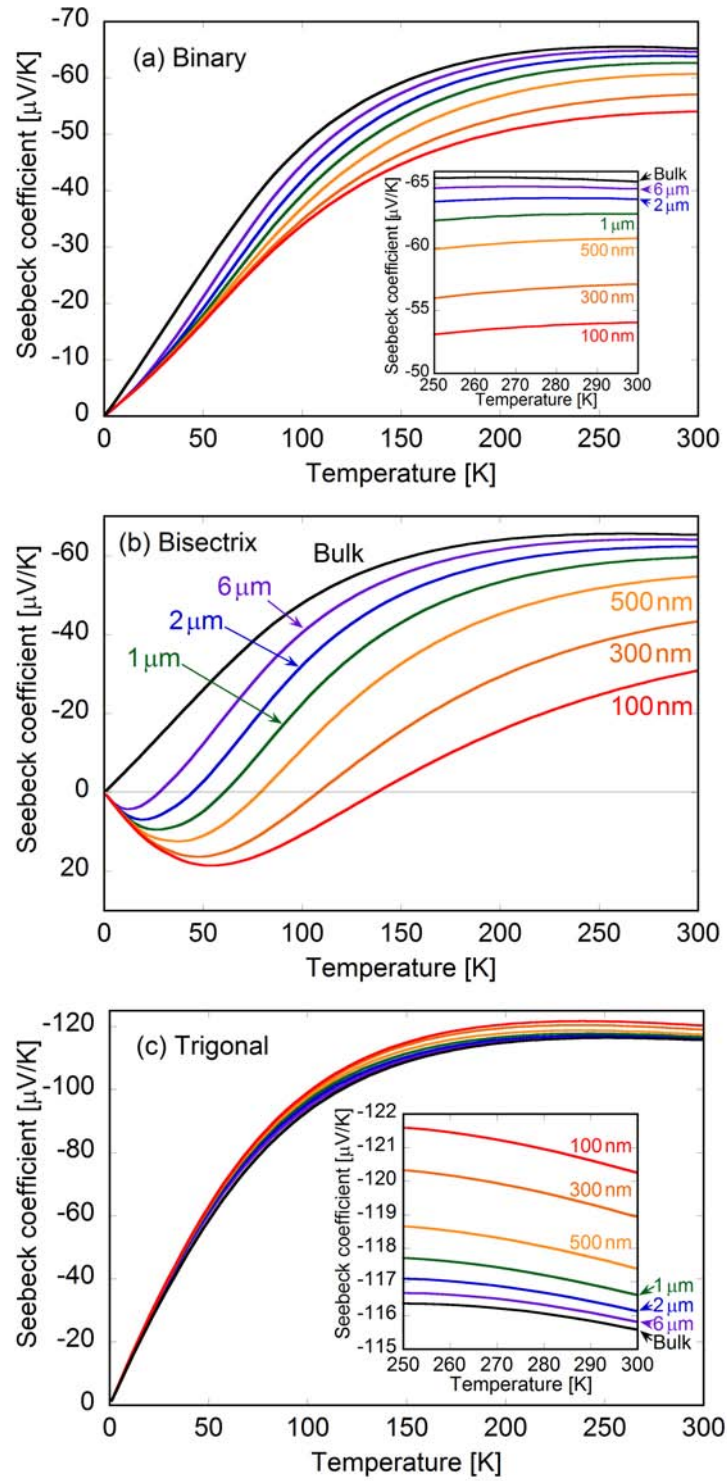 -70
-60
-50
-40
-30
-20
-10
0
Seebeck coefficient [μV/K]
(a) Binary
-65
-60
-55
-50
Seebeck coefficient [μV/K]
Bulk
6 μm
2 μm
1 μm
500 nm
300 nm
100 nm
250 260 270 280 290 300
Temperature [K]
0 50 100 150 200 250 300
Temperature [K]
-60
-40
-20
0
20
Seebeck coefficient [μV/K]
(b) Bisectrix
Bulk
6 μm
2 μm
1 μm
500 nm
300 nm
100 nm
0 50 100 150 200 250 300
Temperature [K]
-120
-100
-80
-60
-40
-20
0
Seebeck coefficient [μV/K]
(c) Trigonal
-122
-121
-120
-119
-118
-117
-116
-115
Seebeck coefficient [μV/K]
100 nm
300 nm
500 nm
1 μm
2 μm
6 μm
Bulk
250 260 270 280 290 300
Temperature [K]
0 50 100 150 200 250 300
Temperature [K]